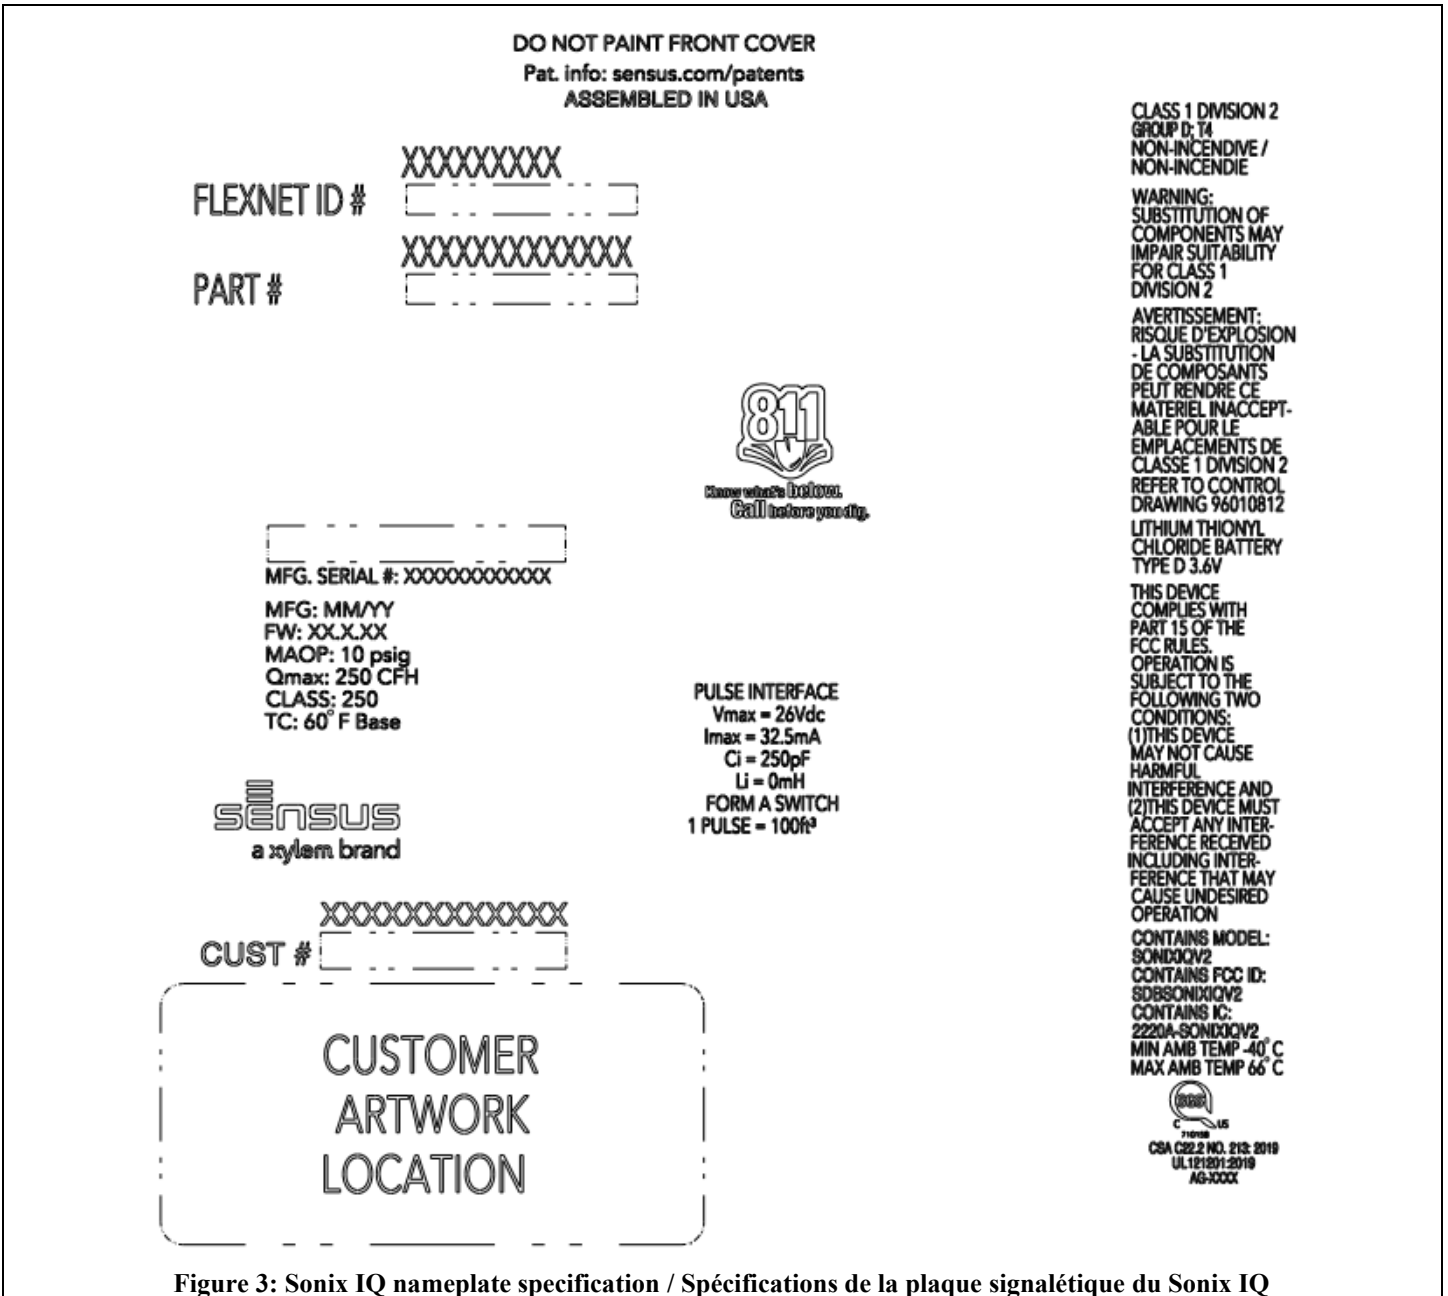 DO NOT PAINT FRONT COVER
Pat. info: sensus.com/patents
ASSEMBLED IN USA
XXXXXXXXX
FLEXNET ID #
XXXXXXXXXXXXX
PART #
811
Know what's below.
Call before you dig.
MFG. SERIAL #: XXXXXXXXXXXXX
MFG: MM/YY
FW: XX.X.XX
MAOP: 10 psig
Qmax: 250 CFH
CLASS: 250
TC: 60° F Base
PULSE INTERFACE
Vmax = 26Vdc
Imax = 32.5mA
Ci = 250pF
Li = 0mH
FORM A SWITCH
1 PULSE = 100ft³
sensus
a xylem brand
XXXXXXXXXXXXXX
CUST #
CUSTOMER
ARTWORK
LOCATION
CLASS 1 DIVISION 2
GROUP D; T4
NON-INCENDIVE /
NON-INCENDIE
WARNING:
SUBSTITUTION OF
COMPONENTS MAY
IMPAIR SUITABILITY
FOR CLASS 1
DIVISION 2
AVERTISSEMENT:
RISQUE D'EXPLOSION
- LA SUBSTITUTION
DE COMPOSANTS
PEUT RENDRE CE
MATERIEL INACCEPT-
ABLE POUR LE
EMPLACEMENTS DE
CLASSE 1 DIVISION 2
REFER TO CONTROL
DRAWING 96010812
LITHIUM THIONYL
CHLORIDE BATTERY
TYPE D 3.6V
THIS DEVICE
COMPLIES WITH
PART 15 OF THE
FCC RULES.
OPERATION IS
SUBJECT TO THE
FOLLOWING TWO
CONDITIONS:
(1)THIS DEVICE
MAY NOT CAUSE
HARMFUL
INTERFERENCE AND
(2)THIS DEVICE MUST
ACCEPT ANY INTER-
FERENCE RECEIVED
INCLUDING INTER-
FERENCE THAT MAY
CAUSE UNDESIRED
OPERATION
CONTAINS MODEL:
SONIXIQV2
CONTAINS FCC ID:
SDBSONIXIQV2
CONTAINS IC:
2220A-SONIXIQV2
MIN AMB TEMP -40° C
MAX AMB TEMP 66° C
SGS
C US
CSA C22.2 NO. 213: 2019
UL121201:2019
AG-XXXX
Figure 3: Sonix IQ nameplate specification / Spécifications de la plaque signalétique du Sonix IQ